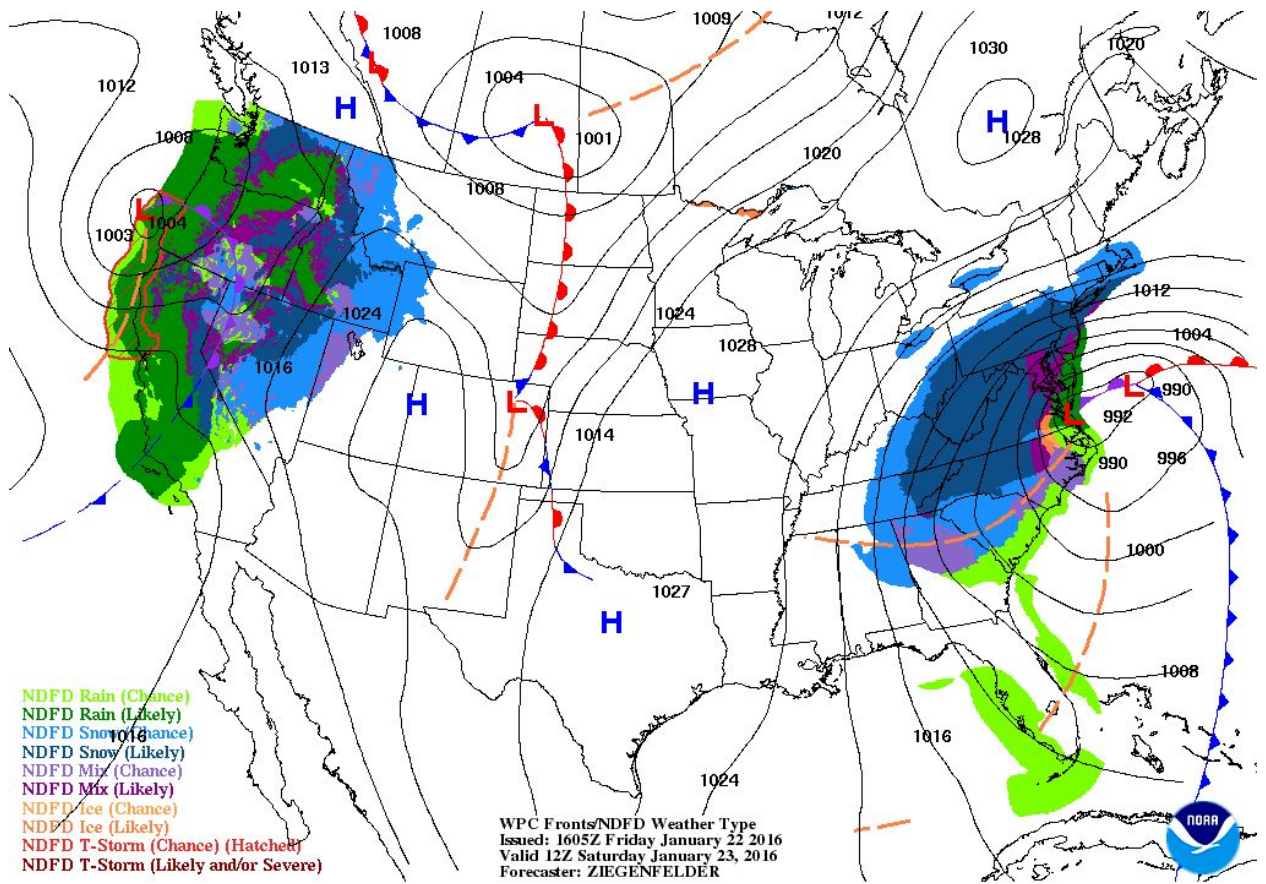 1009
1012
1008
1030
1020
1013
1004
1012
H
L
L
H
1001
1028
1008
1020
1008
L
1004
1003
1012
1024
1024
1004
1028
1016
H
L
H
L
990
L
992
1014
990
996
1000
1027
H
1008
1016
1016
1024
NDFD Rain (Chance)
NDFD Rain (Likely)
NDFD Snow (Chance)
NDFD Snow (Likely)
NDFD Mix (Chance)
NDFD Mix (Likely)
NDFD Ice (Chance)
NDFD Ice (Likely)
NDFD T-Storm (Chance) (Hatched)
NDFD T-Storm (Likely and/or Severe)
WPC Fronts/NDFD Weather Type
Issued: 1605Z Friday January 22 2016
Valid 12Z Saturday January 23, 2016
Forecaster: ZIEGENFELDER
NOAA